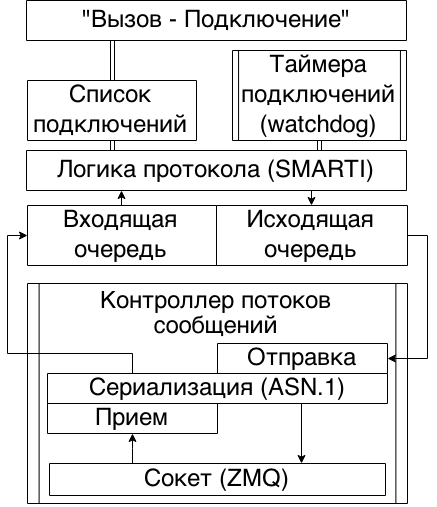 "Вызов - Подключение"
Список
подключений
Таймера
подключений
(watchdog)
Логика протокола (SMARTI)
Входящая
очередь
Исходящая
очередь
Контроллер потоков
сообщений
Отправка
Сериализация (ASN.1)
Прием
Сокет (ZMQ)